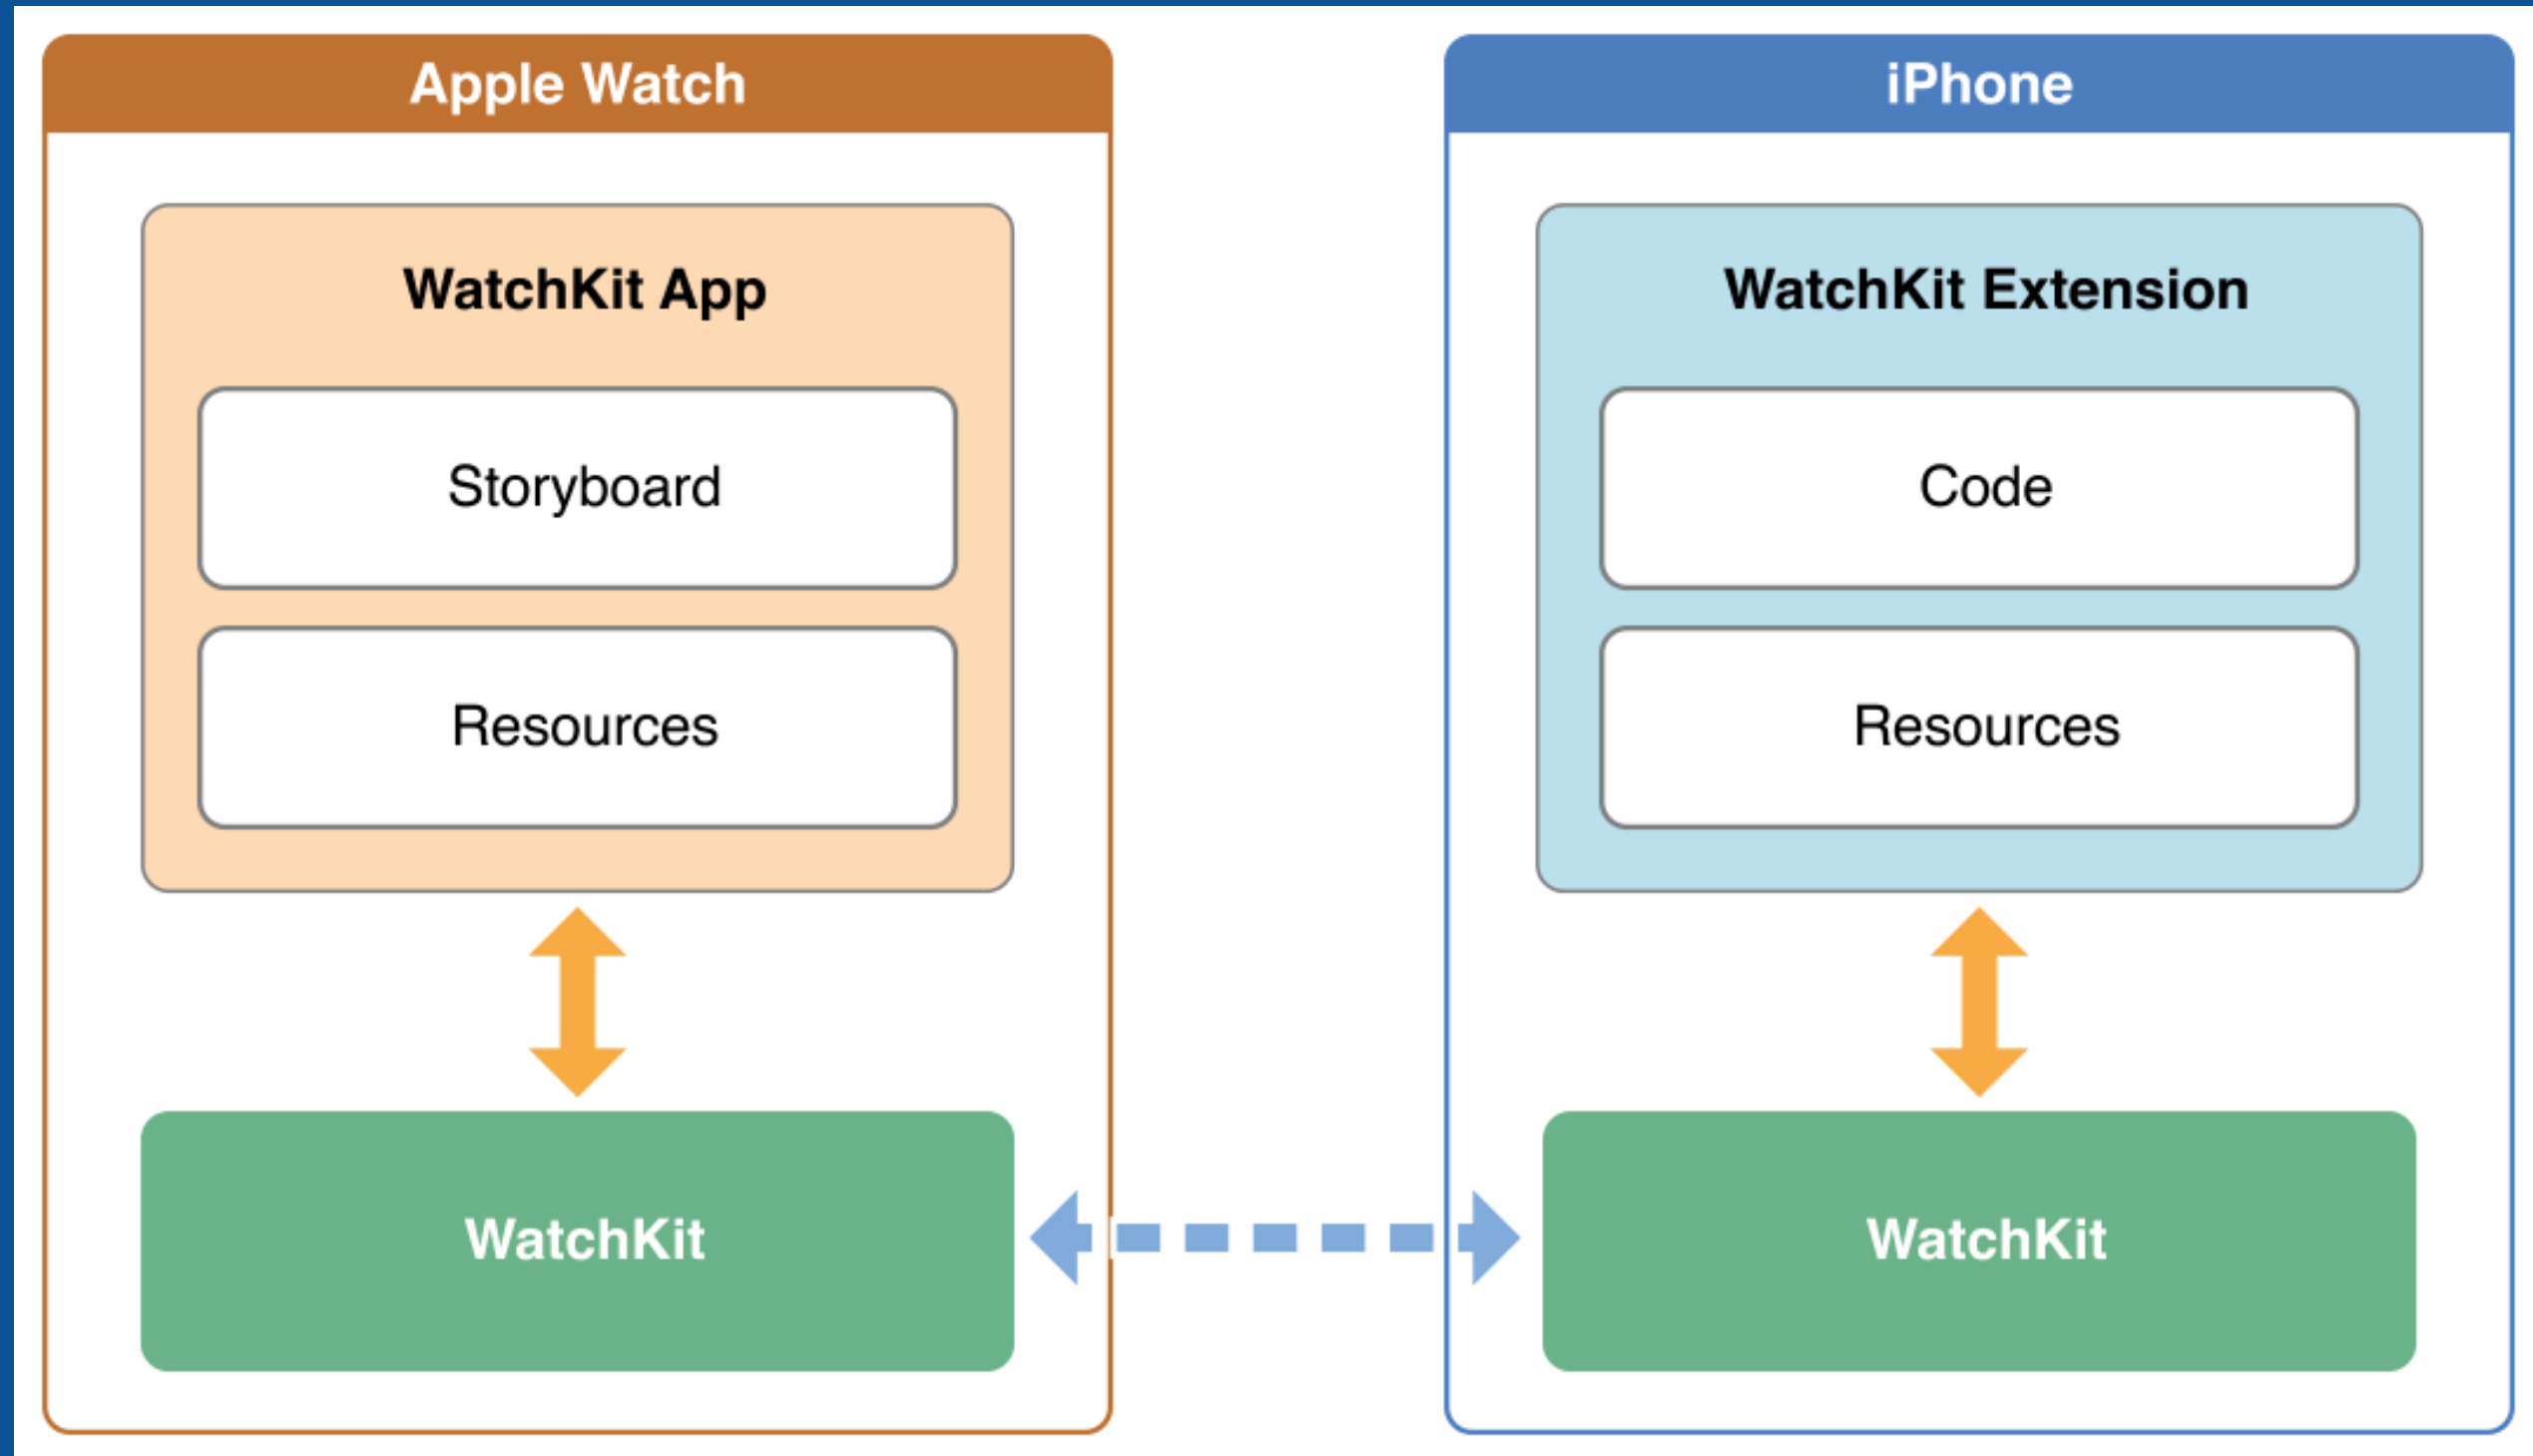 Apple Watch
WatchKit App
Storyboard
Resources
WatchKit
iPhone
WatchKit Extension
Code
Resources
WatchKit